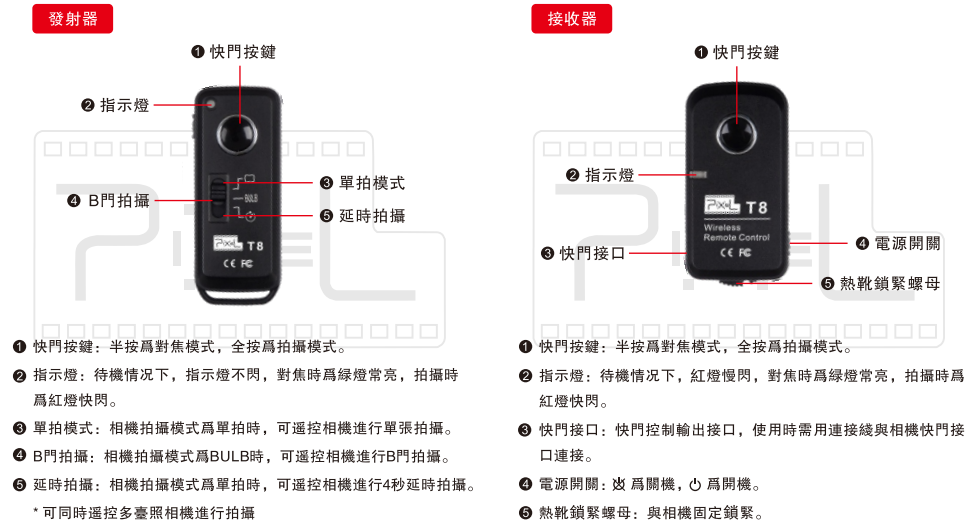 發射器
❶ 快門按鍵
❷ 指示燈
❸ 單拍模式
❹ B門拍攝
❺ 延時拍攝
BULB
PIXEL T8
CE FC
PIXEL
❶ 快門按鍵：半按爲對焦模式，全按爲拍攝模式。
❷ 指示燈：待機情况下，指示燈不閃，對焦時爲緑燈常亮，拍攝時
爲紅燈快閃。
❸ 單拍模式：相機拍攝模式爲單拍時，可遥控相機進行單張拍攝。
❹ B門拍攝：相機拍攝模式爲BULB時，可遥控相機進行B門拍攝。
❺ 延時拍攝：相機拍攝模式爲單拍時，可遥控相機進行4秒延時拍攝。
* 可同時遥控多臺照相機進行拍攝
接收器
❶ 快門按鍵
❷ 指示燈
PIXEL T8
Wireless
Remote Control
CE FC
❸ 快門接口
❹ 電源開關
❺ 熱靴鎖緊螺母
PIXEL
❶ 快門按鍵：半按爲對焦模式，全按爲拍攝模式。
❷ 指示燈：待機情况下，紅燈慢閃，對焦時爲緑燈常亮，拍攝時爲
紅燈快閃。
❸ 快門接口：快門控制輸出接口，使用時需用連接綫與相機快門接
口連接。
❹ 電源開關： 爲關機， 爲開機。
❺ 熱靴鎖緊螺母：與相機固定鎖緊。